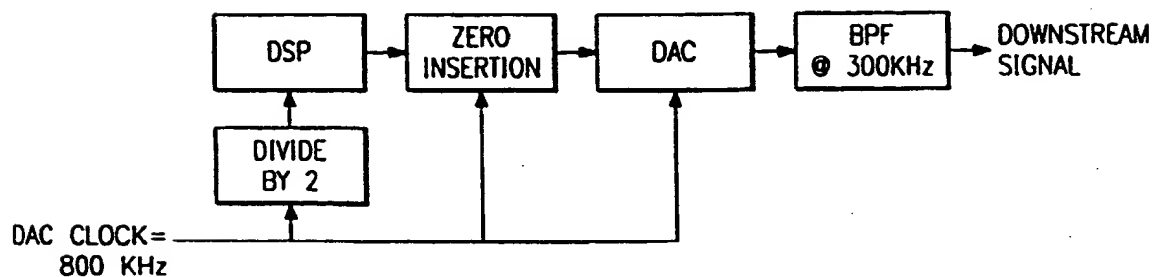 DSP
ZERO
INSERTION
DAC
BPF
@ 300KHz
DOWNSTREAM
SIGNAL
DIVIDE
BY 2
DAC CLOCK=
800 KHz